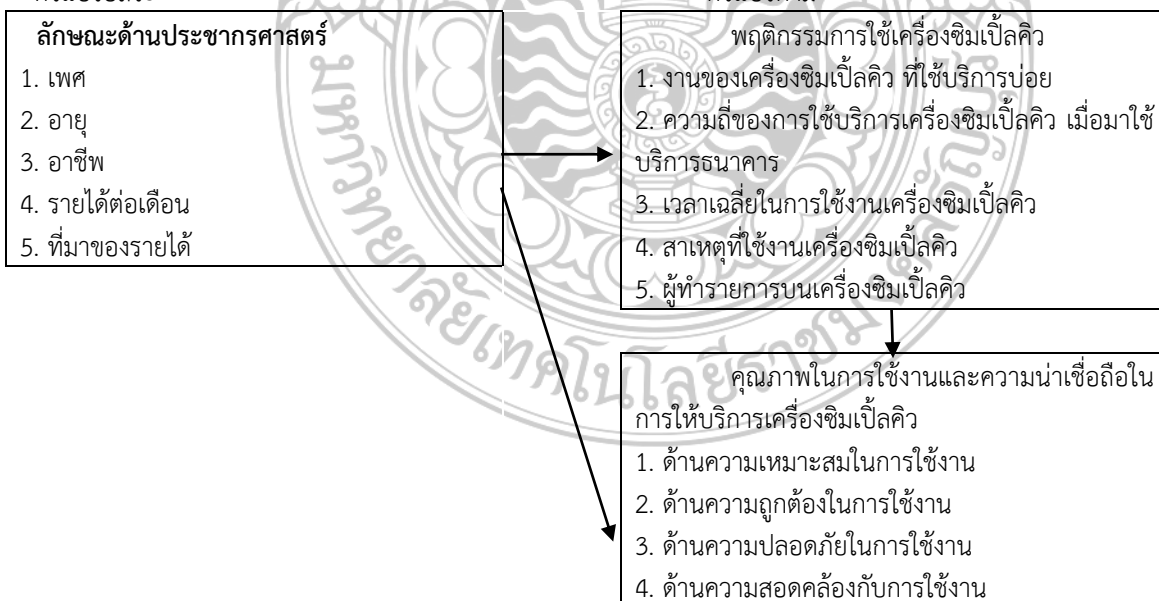 ลักษณะด้านประชากรศาสตร์
1. เพศ
2. อายุ
3. อาชีพ
4. รายได้ต่อเดือน
5. ที่มาของรายได้
พฤติกรรมการใช้เครื่องซิมเปิ้ลคิว
1. งานของเครื่องซิมเปิ้ลคิว ที่ใช้บริการบ่อย
2. ความถี่ของการใช้บริการเครื่องซิมเปิ้ลคิว เมื่อมาใช้
บริการธนาคาร
3. เวลาเฉลี่ยในการใช้งานเครื่องซิมเปิ้ลคิว
4. สาเหตุที่ใช้งานเครื่องซิมเปิ้ลคิว
5. ผู้ทำรายการบนเครื่องซิมเปิ้ลคิว
คุณภาพในการใช้งานและความน่าเชื่อถือใน
การให้บริการเครื่องซิมเปิ้ลคิว
1. ด้านความเหมาะสมในการใช้งาน
2. ด้านความถูกต้องในการใช้งาน
3. ด้านความปลอดภัยในการใช้งาน
4. ด้านความสอดคล้องกับการใช้งาน